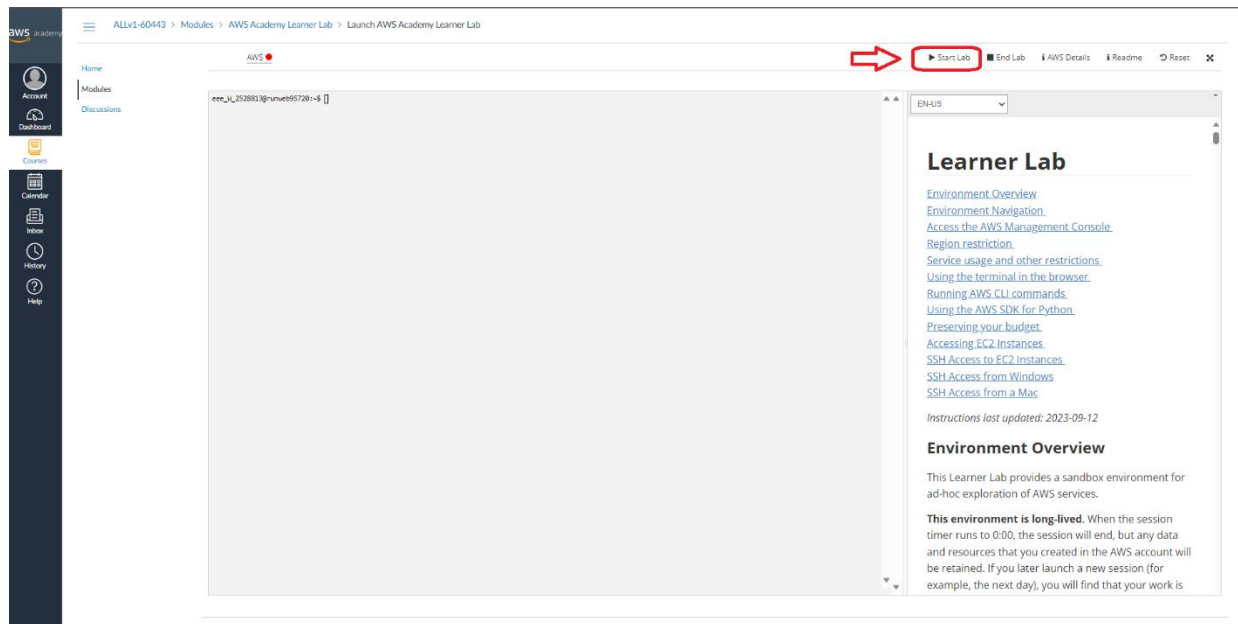 aws academy
ALLv1-60443 > Modules > AWS Academy Learner Lab > Launch AWS Academy Learner Lab
AWS
Start Lab End Lab AWS Details Readme Reset
Account
Dashboard
Courses
Calendar
Inbox
History
Help
Home
Modules
Discussions
:~$
EN-US
Learner Lab
Environment Overview
Environment Navigation
Access the AWS Management Console
Region restriction
Service usage and other restrictions
Using the terminal in the browser
Running AWS CLI commands
Using the AWS SDK for Python
Preserving your budget
Accessing EC2 Instances
SSH Access to EC2 Instances
SSH Access from Windows
SSH Access from a Mac
Instructions last updated: 2023-09-12
Environment Overview
This Learner Lab provides a sandbox environment for
ad-hoc exploration of AWS services.
This environment is long-lived. When the session
timer runs to 0:00, the session will end, but any data
and resources that you created in the AWS account will
be retained. If you later launch a new session (for
example, the next day), you will find that your work is